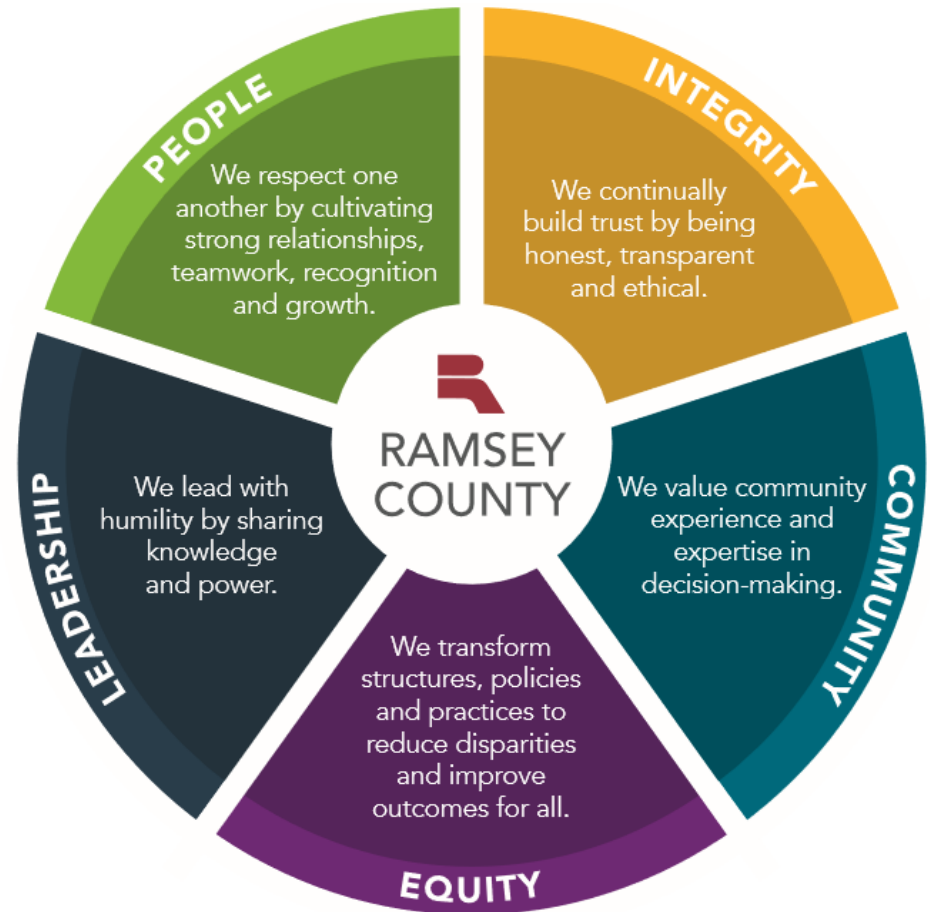 PEOPLE
We respect one
another by cultivating
strong relationships,
teamwork, recognition
and growth.
INTEGRITY
We continually
build trust by being
honest, transparent
and ethical.
COMMUNITY
We value community
experience and
expertise in
decision-making.
EQUITY
We transform
structures, policies
and practices to
reduce disparities
and improve
outcomes for all.
LEADERSHIP
We lead with
humility by sharing
knowledge
and power.
RAMSEY
COUNTY